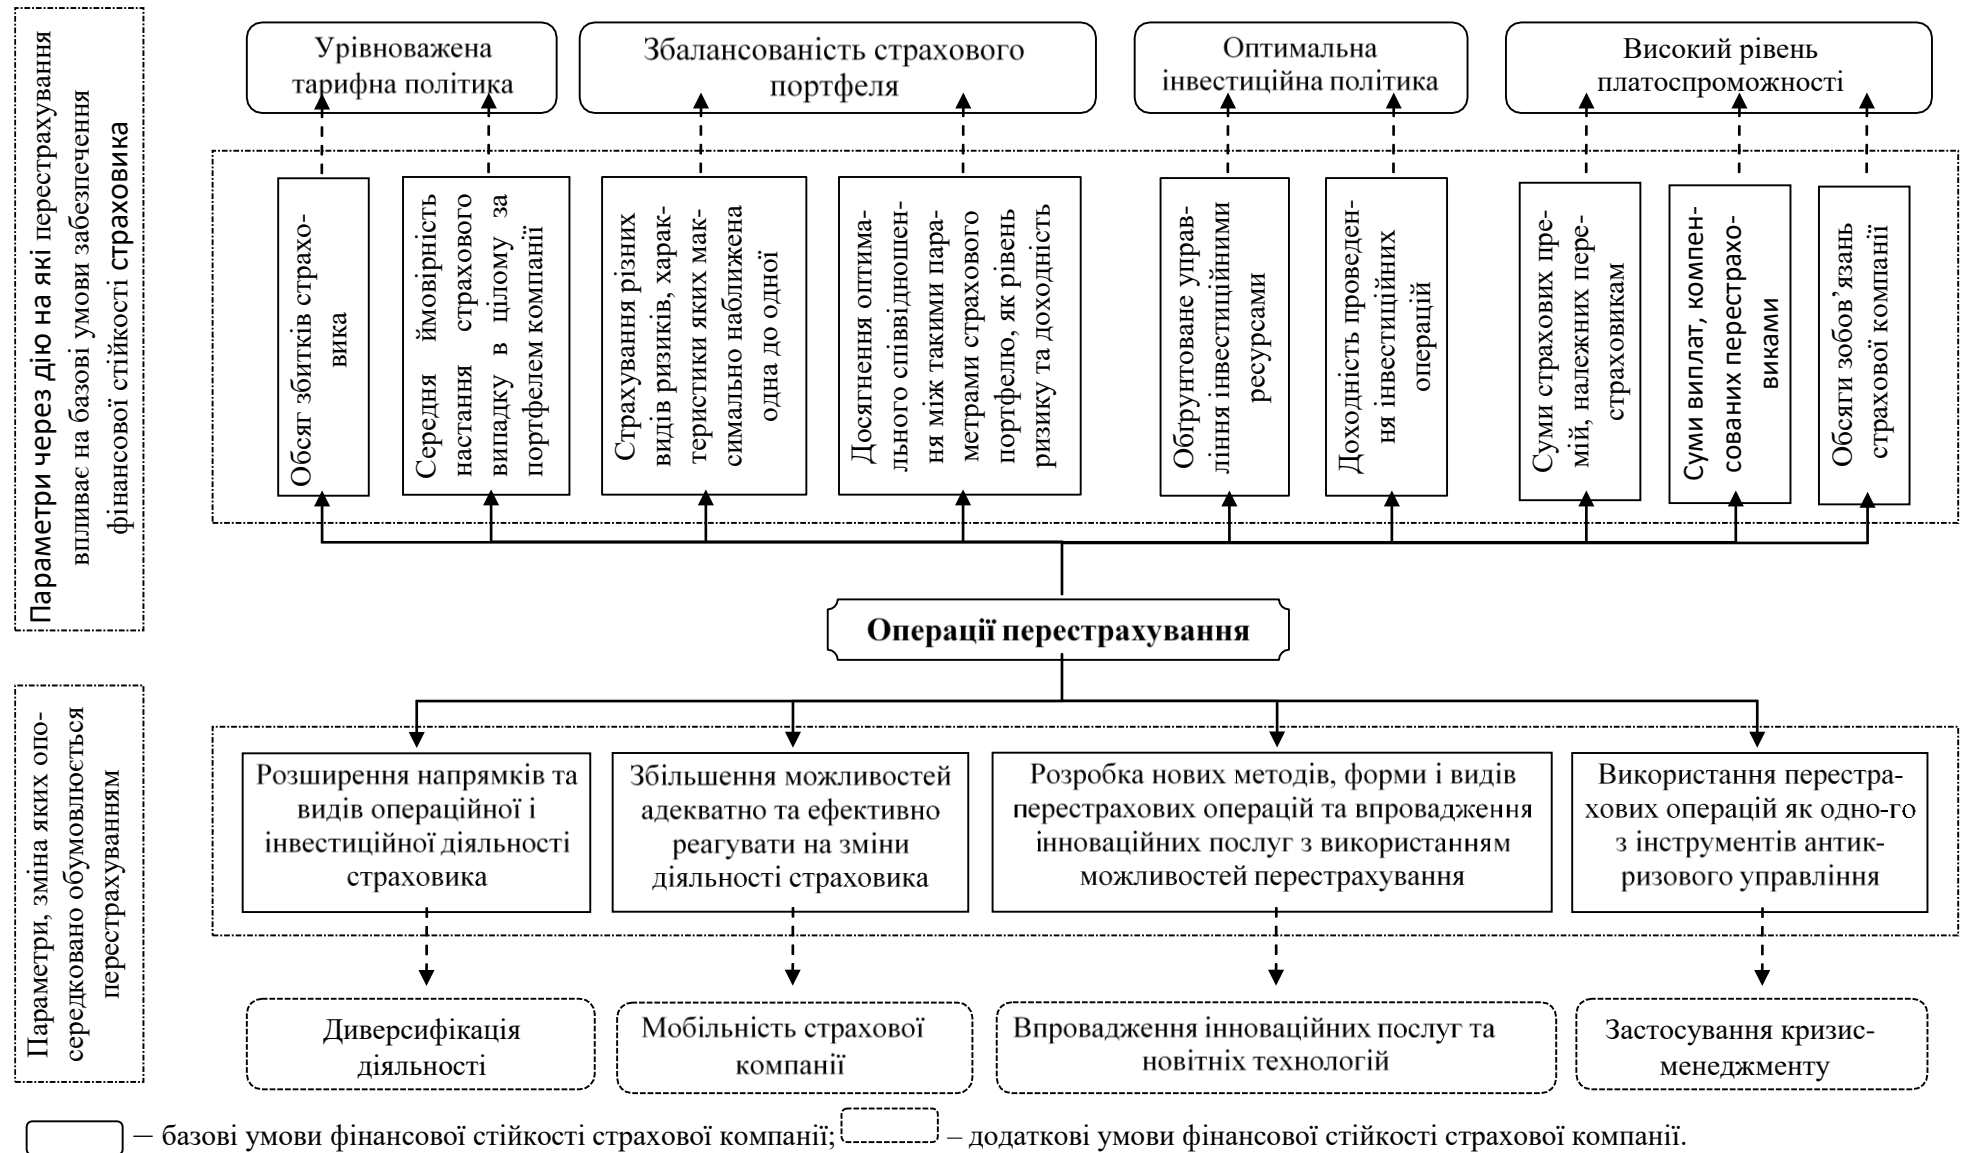 Параметри через дію на які перестрахування
впливає на базові умови забезпечення
фінансової стійкості страховика
Урівноважена
тарифна політика
Збалансованість страхового
портфеля
Оптимальна
інвестиційна політика
Високий рівень
платоспроможності
Обсяг збитків страхо-
вика
Середня ймовірність
настання страхового
випадку в цілому за
портфелем компанії
Страхування різних
видів ризиків, харак-
теристики яких мак-
симально наближена
одна до одної
Досягнення оптима-
льного співвідношен-
ня між такими пара-
метрами страхового
портфелю, як рівень
ризику та доходність
Обґрунтоване управ-
ління інвестиційними
ресурсами
Доходність проведен-
ня інвестиційних
операцій
Суми страхових пре-
мій, належних пере-
страховикам
Суми виплат, компен-
сованих перестрахо-
виками
Обсяги зобов’язань
страхової компанії
Операції перестрахування
Параметри, зміна яких опо-
середковано обумовлюється
перестрахуванням
Розширення напрямків та
видів операційної і
інвестиційної діяльності
страховика
Збільшення можливостей
адекватно та ефективно
реагувати на зміни
діяльності страховика
Розробка нових методів, форми і видів
перестрахових операцій та впровадження
інноваційних послуг з використанням
можливостей перестрахування
Використання перестра-
хових операцій як одно-го
з інструментів антик-
ризового управління
Диверсифікація
діяльності
Мобільність страхової
компанії
Впровадження інноваційних послуг та
новітніх технологій
Застосування кризис-
менеджменту
– базові умови фінансової стійкості страхової компанії; – додаткові умови фінансової стійкості страхової компанії.